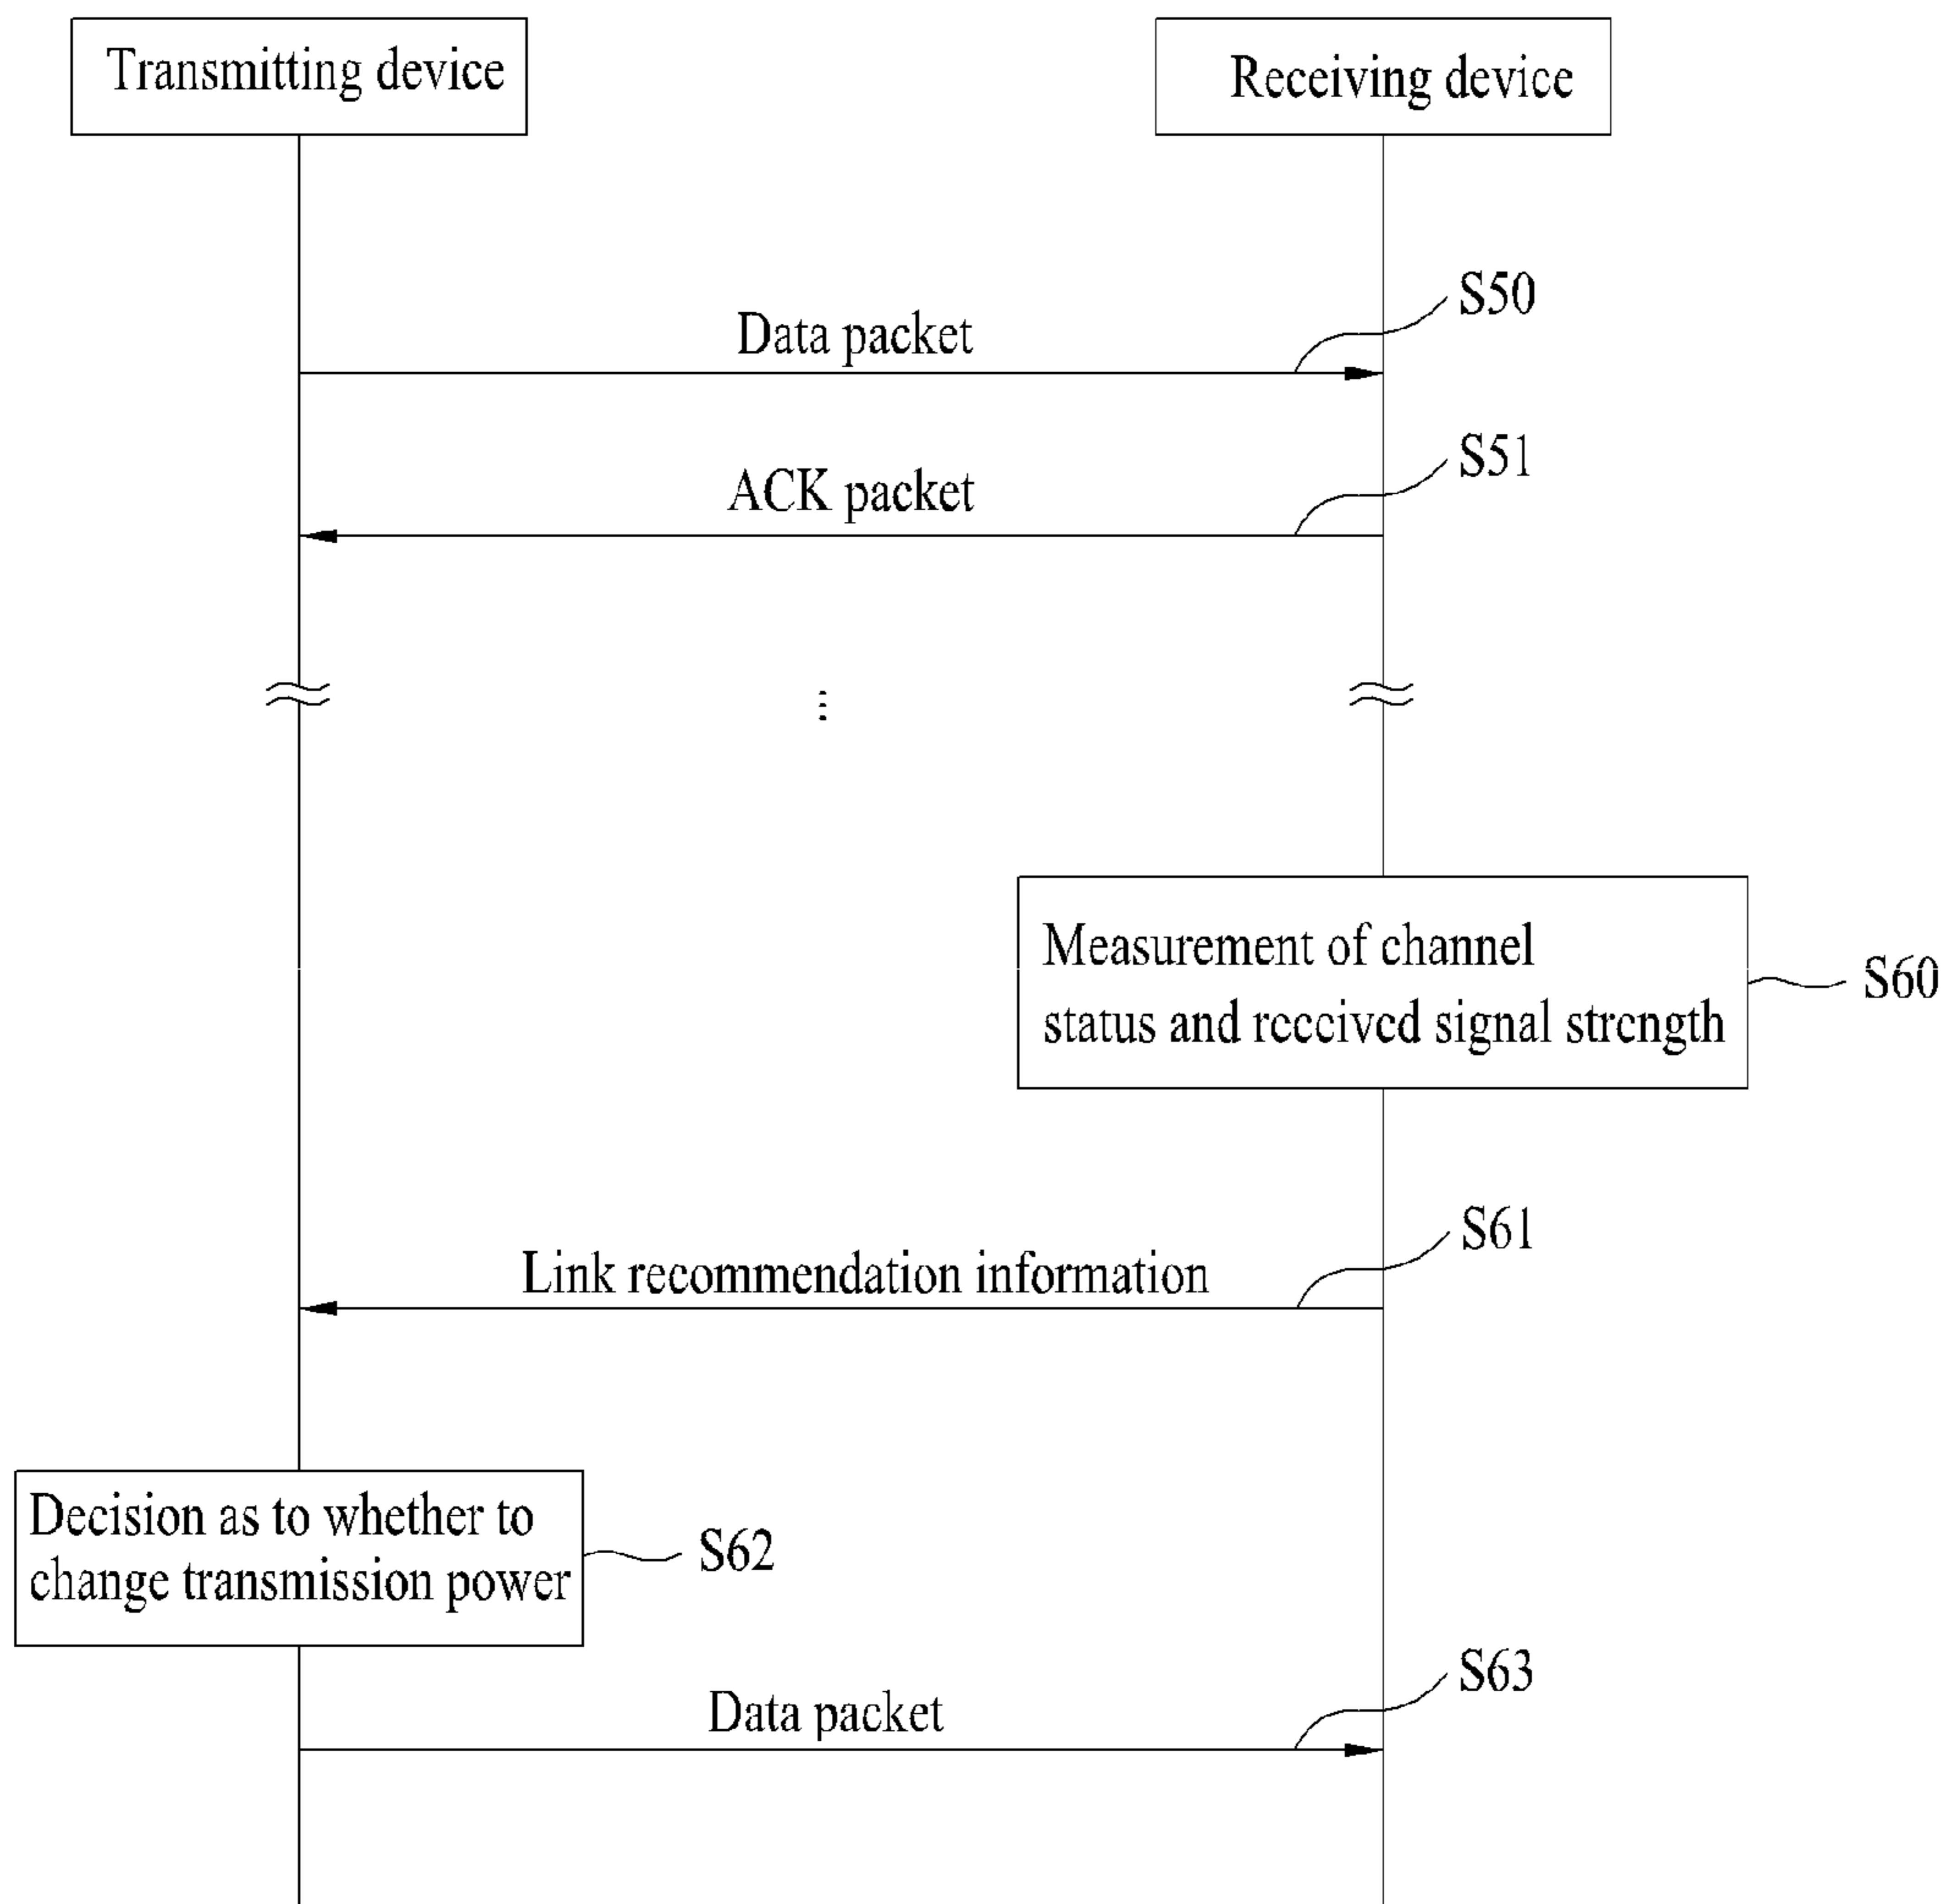 Transmitting device
Receiving device
S50
Data packet
S51
ACK packet
Measurement of channel
status and received signal strength
S60
S61
Link recommendation information
Decision as to whether to
change transmission power
S62
S63
Data packet